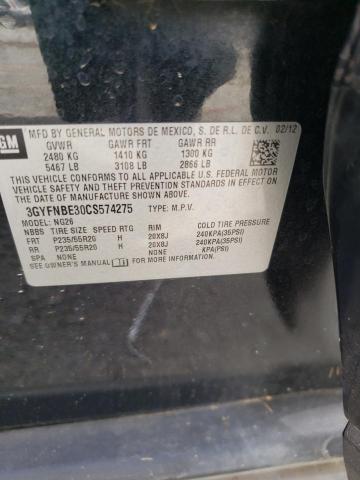 GM
MFD BY GENERAL MOTORS DE MEXICO, S. DE R.L. DE C.V. 02/12
GVWR GAWR FRT GAWR RR
2480 KG 1410 KG 1300 KG
5467 LB 3108 LB 2866 LB
THIS VEHICLE CONFORMS TO ALL APPLICABLE U.S. FEDERAL MOTOR
VEHICLE SAFETY AND THEFT PREVENTION STANDARDS IN EFFECT ON
THE DATE OF MANUFACTURE SHOWN ABOVE.
3GYFNBE30CS574275 TYPE: M.P.V.
MODEL: NG26
NBBS TIRE SIZE SPEED RTG RIM COLD TIRE PRESSURE
FRT P235/55R20 H 20X8J 240KPA(35PSI)
RR P235/55R20 H 20X8J 240KPA(35PSI)
SPA NONE NONE KPA(PSI)
SEE OWNER'S MANUAL FOR MORE INFORMATION.